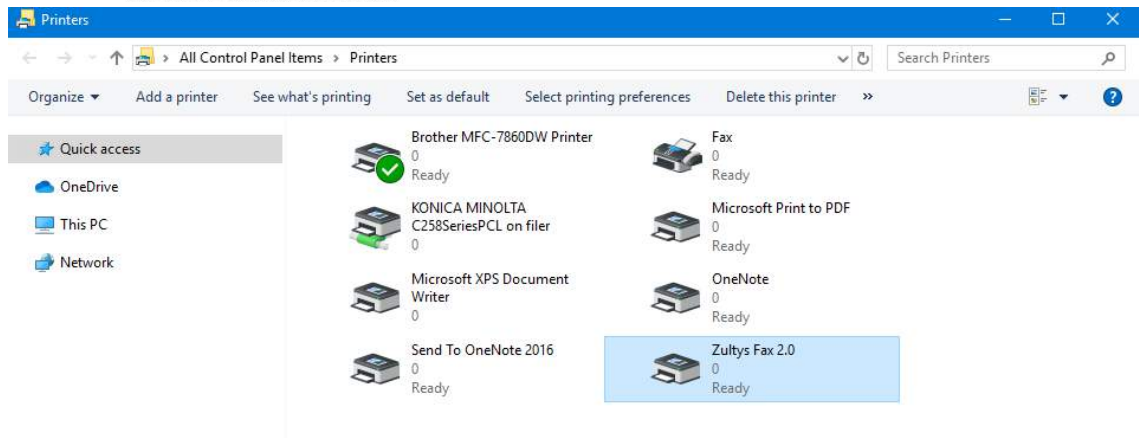 Printers
All Control Panel Items > Printers
Search Printers
Organize
Add a printer
See what's printing
Set as default
Select printing preferences
Delete this printer
»
?
Quick access
OneDrive
This PC
Network
Brother MFC-7860DW Printer
0
Ready
Fax
0
Ready
KONICA MINOLTA
C258SeriesPCL on filer
0
Microsoft Print to PDF
0
Ready
Microsoft XPS Document
Writer
0
OneNote
0
Ready
Send To OneNote 2016
0
Ready
Zultys Fax 2.0
0
Ready